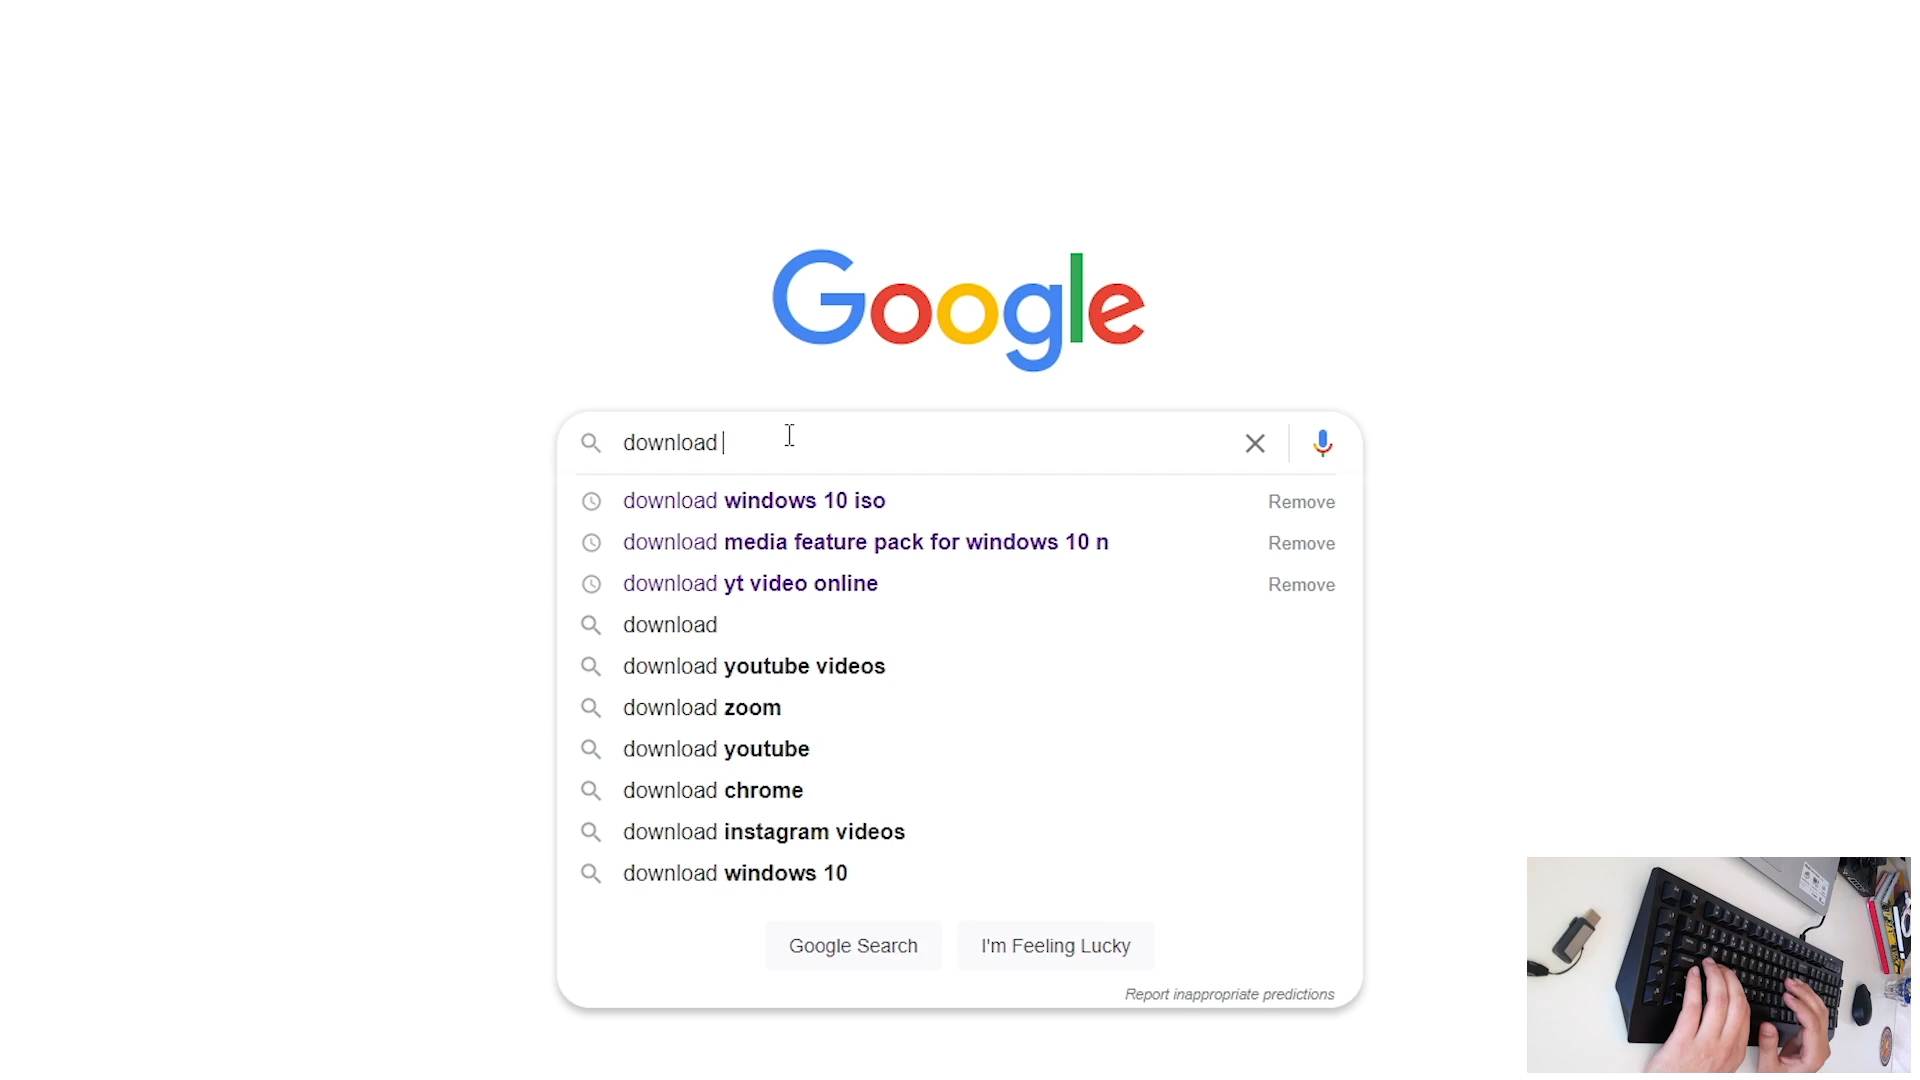 Google
download
download windows 10 iso Remove
download media feature pack for windows 10 n Remove
download yt video online Remove
download
download youtube videos
download zoom
download youtube
download chrome
download instagram videos
download windows 10
Google Search I'm Feeling Lucky
Report inappropriate predictions